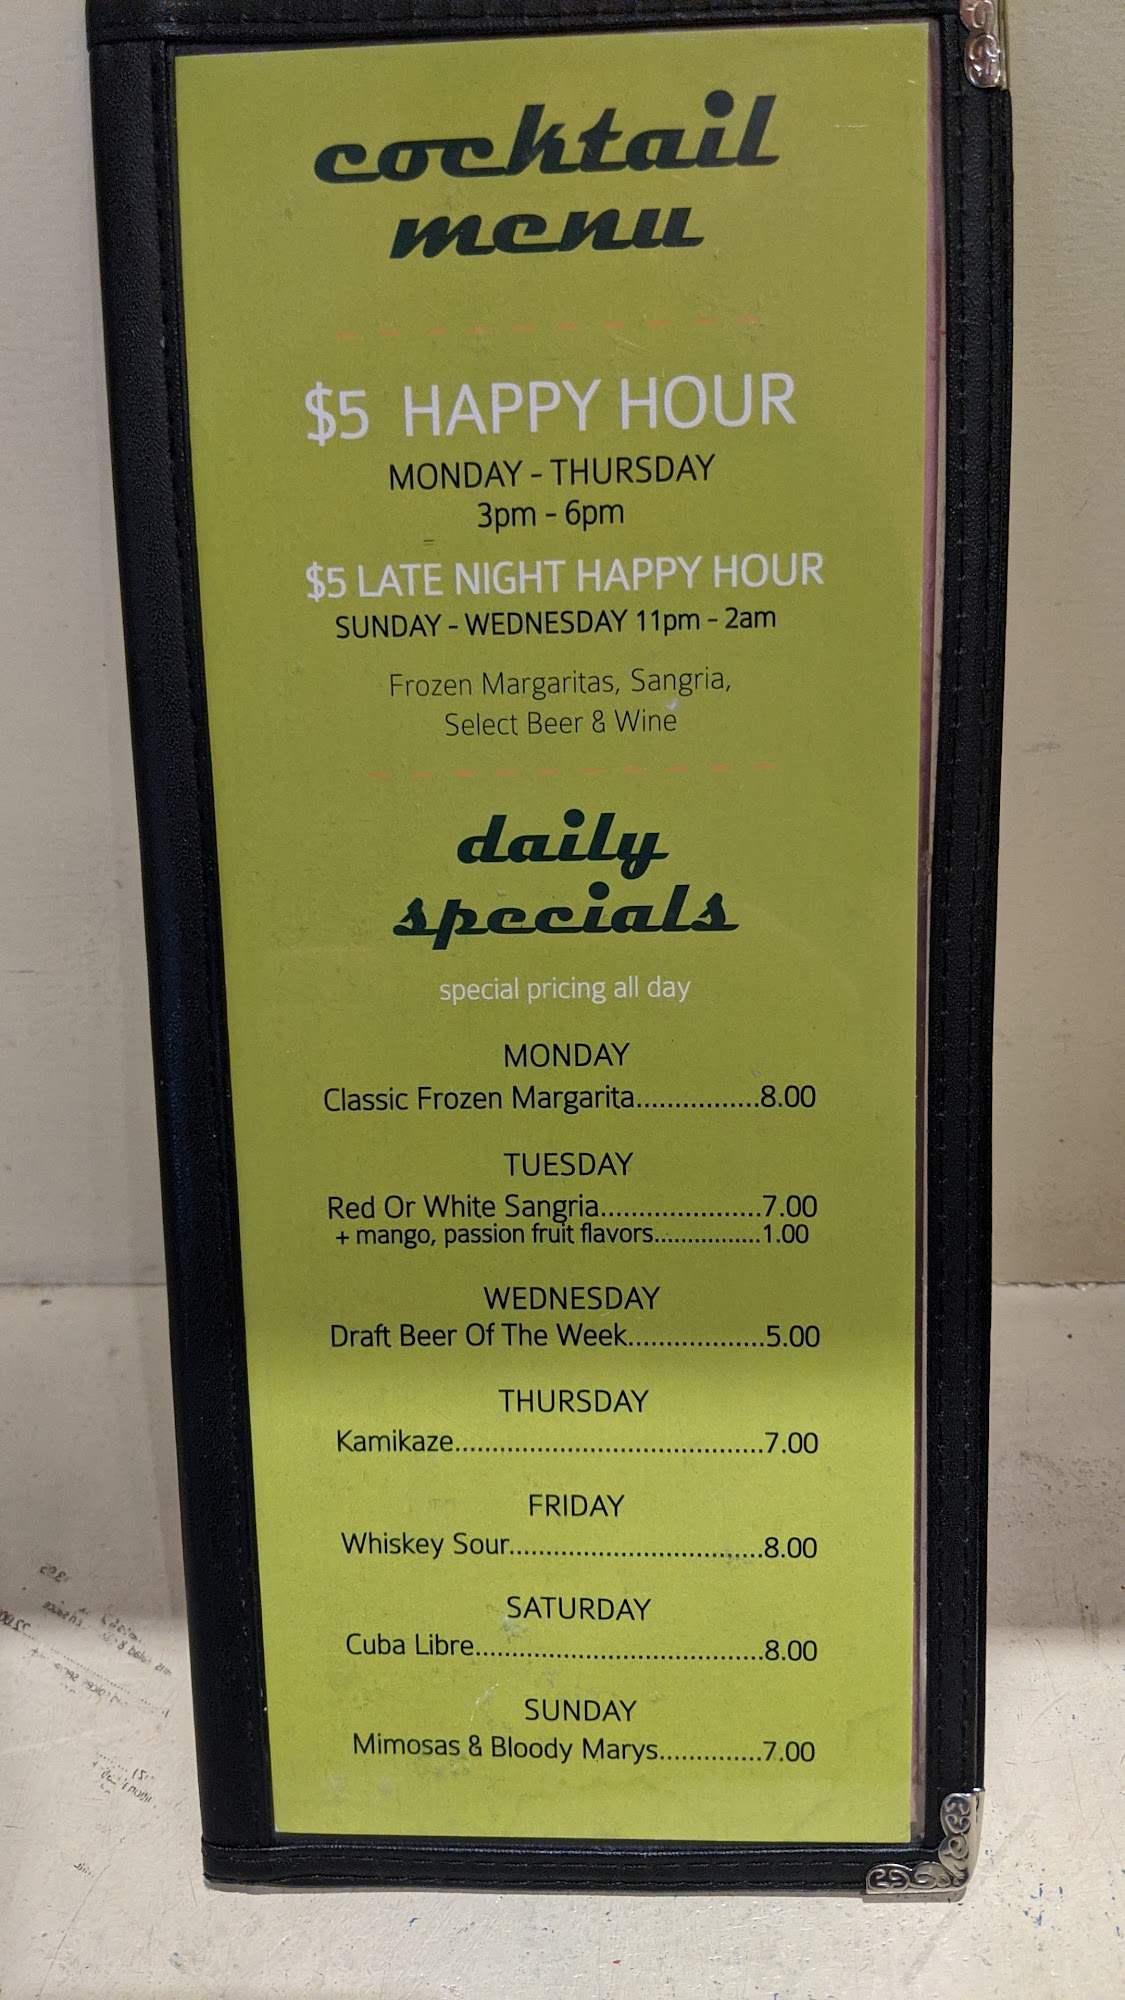 cocktail
menu
$5 HAPPY HOUR
MONDAY - THURSDAY
3pm - 6pm
$5 LATE NIGHT HAPPY HOUR
SUNDAY - WEDNESDAY 11pm - 2am
Frozen Margaritas, Sangria,
Select Beer & Wine
daily
specials
special pricing all day
MONDAY
Classic Frozen Margarita................8.00
TUESDAY
Red Or White Sangria.....................7.00
+ mango, passion fruit flavors................1.00
WEDNESDAY
Draft Beer Of The Week..................5.00
THURSDAY
Kamikaze........................................7.00
FRIDAY
Whiskey Sour.................................8.00
SATURDAY
Cuba Libre......................................8.00
SUNDAY
Mimosas & Bloody Marys.............7.00